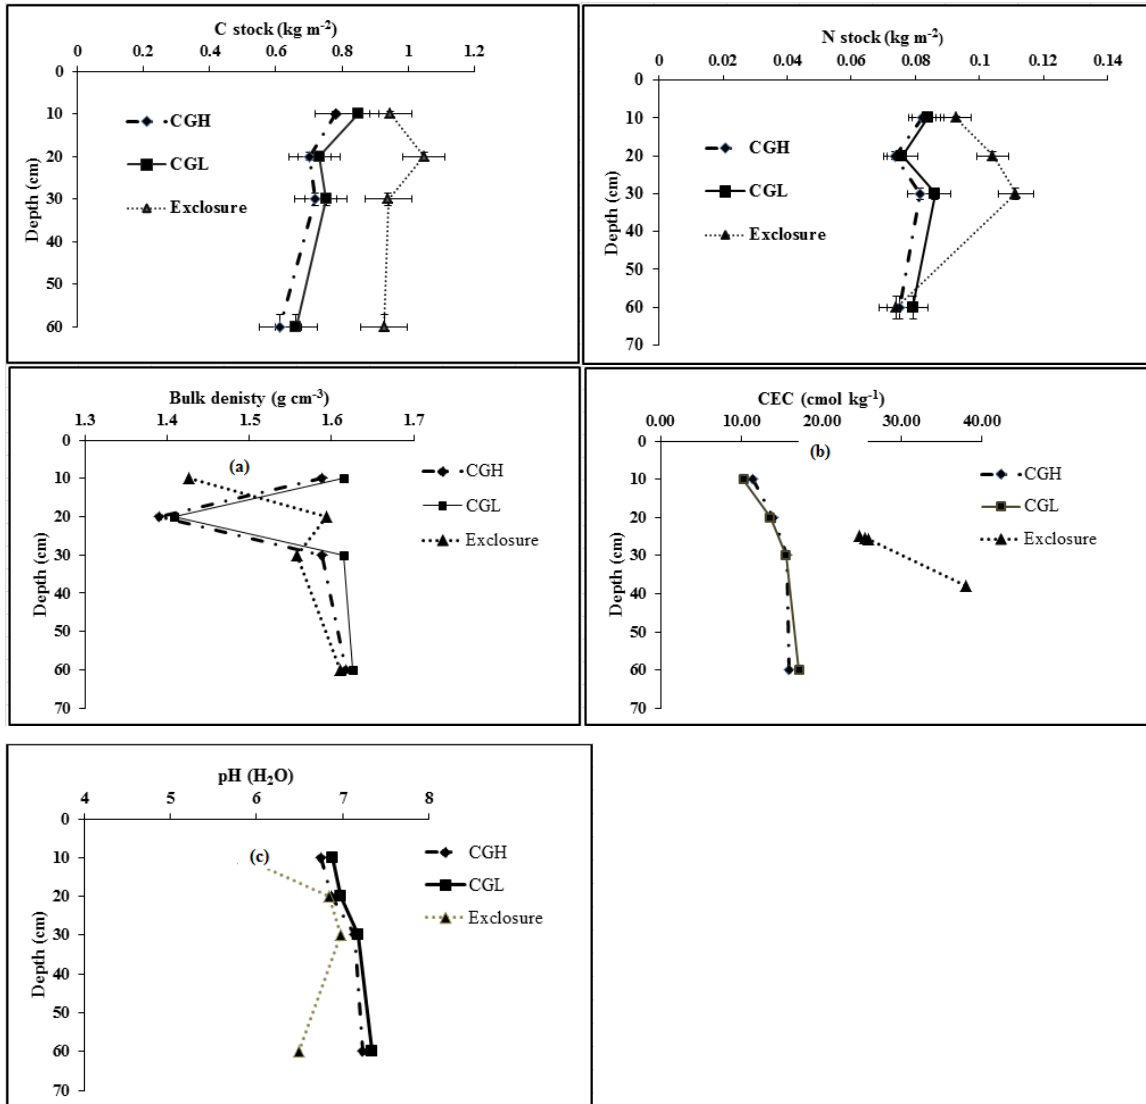 C stock (kg m-2)
0 0.2 0.4 0.6 0.8 1 1.2
0
10
20
30
40
50
60
Depth (cm)
CGH
CGL
Exclosure
N stock (kg m-2)
0 0.02 0.04 0.06 0.08 0.1 0.12 0.14
0
10
20
30
40
50
60
70
Depth (cm)
CGH
CGL
Exclosure
Bulk denisty (g cm-3)
1.3 1.4 1.5 1.6 1.7
0
10
20
30
40
50
60
70
Depth (cm)
(a)
CGH
CGL
Exclosure
CEC (cmol kg-1)
0.00 10.00 20.00 30.00 40.00
0
10
20
30
40
50
60
70
Depth (cm)
(b)
CGH
CGL
Exclosure
pH (H2O)
4 5 6 7 8
0
10
20
30
40
50
60
70
Depth (cm)
(c)
CGH
CGL
Exclosure